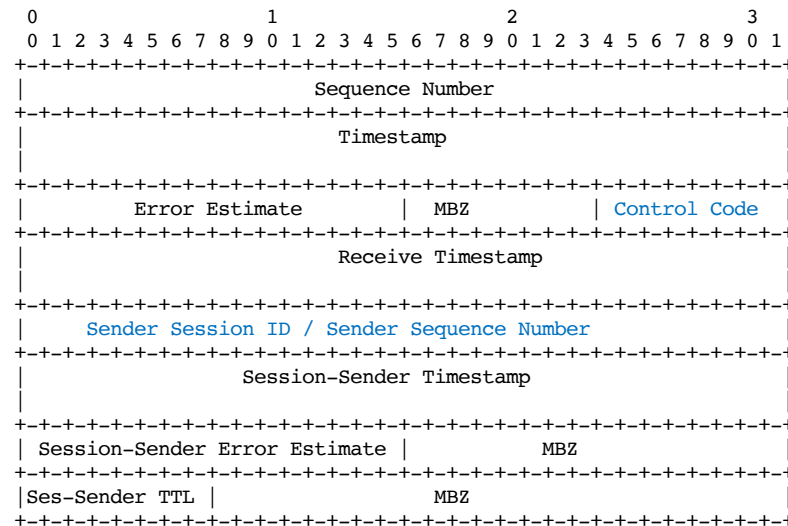 0                   1                   2                   3
 0 1 2 3 4 5 6 7 8 9 0 1 2 3 4 5 6 7 8 9 0 1 2 3 4 5 6 7 8 9 0 1
+-+-+-+-+-+-+-+-+-+-+-+-+-+-+-+-+-+-+-+-+-+-+-+-+-+-+-+-+-+-+-+-+
|                        Sequence Number                        |
+-+-+-+-+-+-+-+-+-+-+-+-+-+-+-+-+-+-+-+-+-+-+-+-+-+-+-+-+-+-+-+-+
|                          Timestamp                            |
|                                                               |
+-+-+-+-+-+-+-+-+-+-+-+-+-+-+-+-+-+-+-+-+-+-+-+-+-+-+-+-+-+-+-+-+
|         Error Estimate        |  MBZ          | Control Code  |
+-+-+-+-+-+-+-+-+-+-+-+-+-+-+-+-+-+-+-+-+-+-+-+-+-+-+-+-+-+-+-+-+
|                          Receive Timestamp                    |
|                                                               |
+-+-+-+-+-+-+-+-+-+-+-+-+-+-+-+-+-+-+-+-+-+-+-+-+-+-+-+-+-+-+-+-+
|     Sender Session ID / Sender Sequence Number                |
+-+-+-+-+-+-+-+-+-+-+-+-+-+-+-+-+-+-+-+-+-+-+-+-+-+-+-+-+-+-+-+-+
|                  Session-Sender Timestamp                     |
|                                                               |
+-+-+-+-+-+-+-+-+-+-+-+-+-+-+-+-+-+-+-+-+-+-+-+-+-+-+-+-+-+-+-+-+
| Session-Sender Error Estimate |           MBZ                 |
+-+-+-+-+-+-+-+-+-+-+-+-+-+-+-+-+-+-+-+-+-+-+-+-+-+-+-+-+-+-+-+-+
|Ses-Sender TTL |                  MBZ                          |
+-+-+-+-+-+-+-+-+-+-+-+-+-+-+-+-+-+-+-+-+-+-+-+-+-+-+-+-+-+-+-+-+